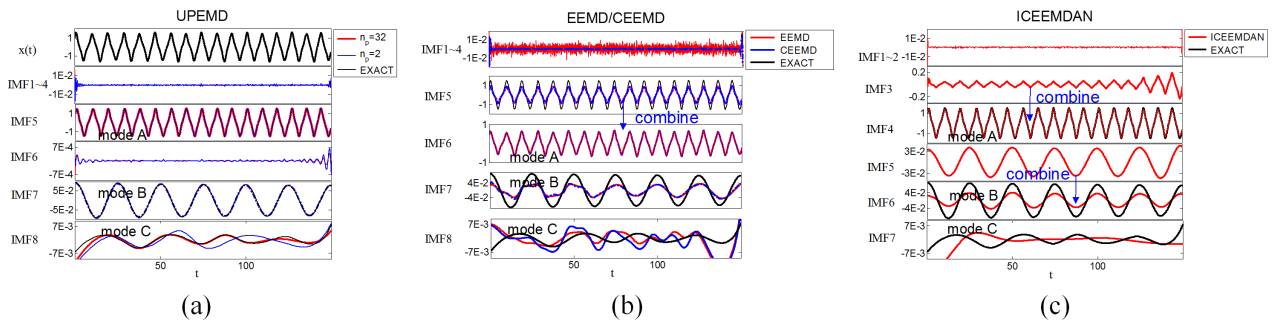 UPEMD
x(t)
1
-1
n_p=32
n_p=2
EXACT
IMF1~4
1E-2
-1E-2
IMF5
1
-1
mode A
IMF6
7E-4
-7E-4
IMF7
5E-2
-5E-2
mode B
IMF8
7E-3
-7E-3
mode C
50
100
t
(a)
EEMD/CEEMD
IMF1~4
1E-2
-1E-2
EEMD
CEEMD
EXACT
IMF5
1
-1
combine
IMF6
1
-1
mode A
IMF7
4E-2
-4E-2
mode B
IMF8
7E-3
-7E-3
mode C
50
100
t
(b)
ICEEMDAN
IMF1~2
1E-2
-1E-2
ICEEMDAN
EXACT
IMF3
0.2
-0.2
combine
IMF4
1
-1
mode A
IMF5
3E-2
-3E-2
combine
IMF6
4E-2
-4E-2
mode B
IMF7
7E-3
-7E-3
mode C
50
100
t
(c)